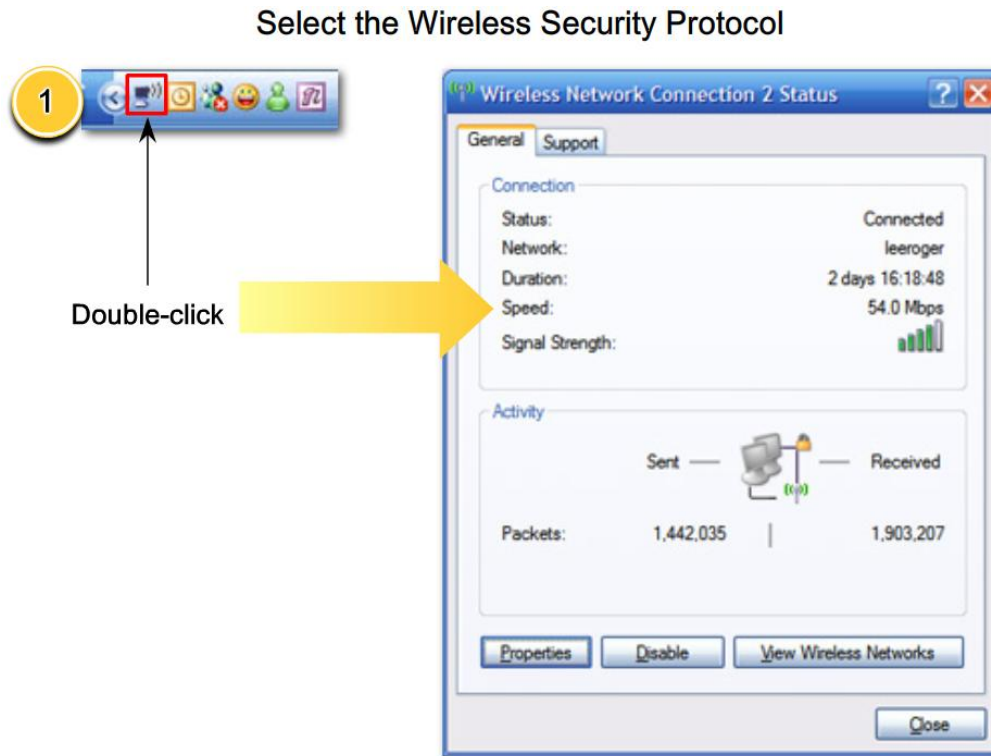 Select the Wireless Security Protocol
1
Double-click
Wireless Network Connection 2 Status
General Support
Connection
Status: Connected
Network: leeroger
Duration: 2 days 16:18:48
Speed: 54.0 Mbps
Signal Strength:
Activity
Sent Received
Packets: 1,442,035 1,903,207
Properties Disable View Wireless Networks
Close